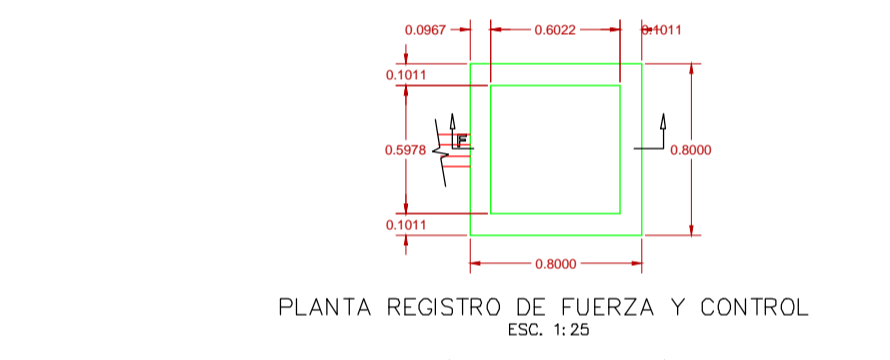 0.0967 0.6022 0.1011
0.1011
0.5978 F 0.8000
0.1011
0.8000
PLANTA REGISTRO DE FUERZA Y CONTROL
ESC. 1:25